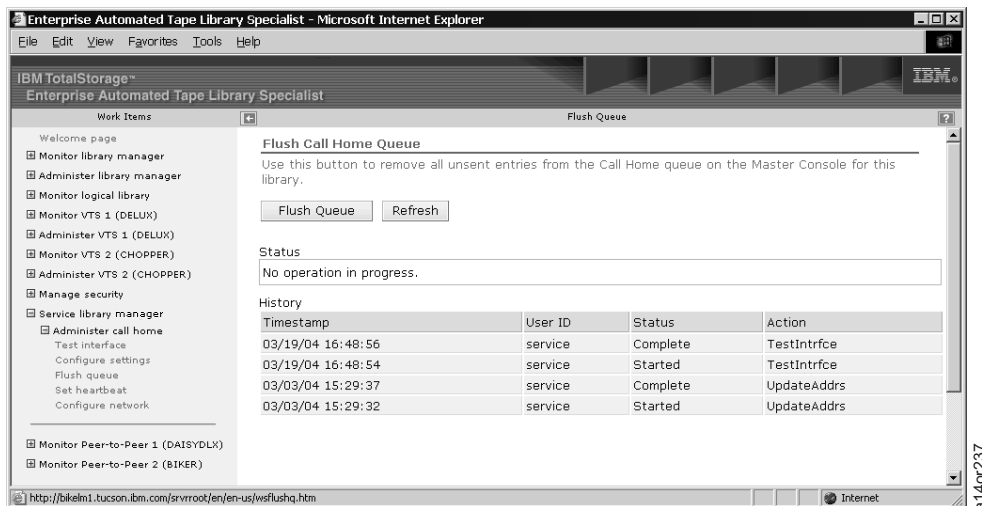 Enterprise Automated Tape Library Specialist - Microsoft Internet Explorer
File Edit View Favorites Tools Help
IBM TotalStorage™
Enterprise Automated Tape Library Specialist
IBM®
Work Items
Flush Queue
?
Welcome page
Monitor library manager
Administer library manager
Monitor logical library
Monitor VTS 1 (DELUX)
Administer VTS 1 (DELUX)
Monitor VTS 2 (CHOPPER)
Administer VTS 2 (CHOPPER)
Manage security
Service library manager
Administer call home
Test interface
Configure settings
Flush queue
Set heartbeat
Configure network
Monitor Peer-to-Peer 1 (DAISYDLX)
Monitor Peer-to-Peer 2 (BIKER)
Flush Call Home Queue
Use this button to remove all unsent entries from the Call Home queue on the Master Console for this
library.
Flush Queue Refresh
Status
No operation in progress.
History
Timestamp User ID Status Action
03/19/04 16:48:56 service Complete TestIntrfce
03/19/04 16:48:54 service Started TestIntrfce
03/03/04 15:29:37 service Complete UpdateAddrs
03/03/04 15:29:32 service Started UpdateAddrs
http://bikelm1.tucson.ibm.com/srvrroot/en/en-us/wsflushq.htm
Internet
a14or237